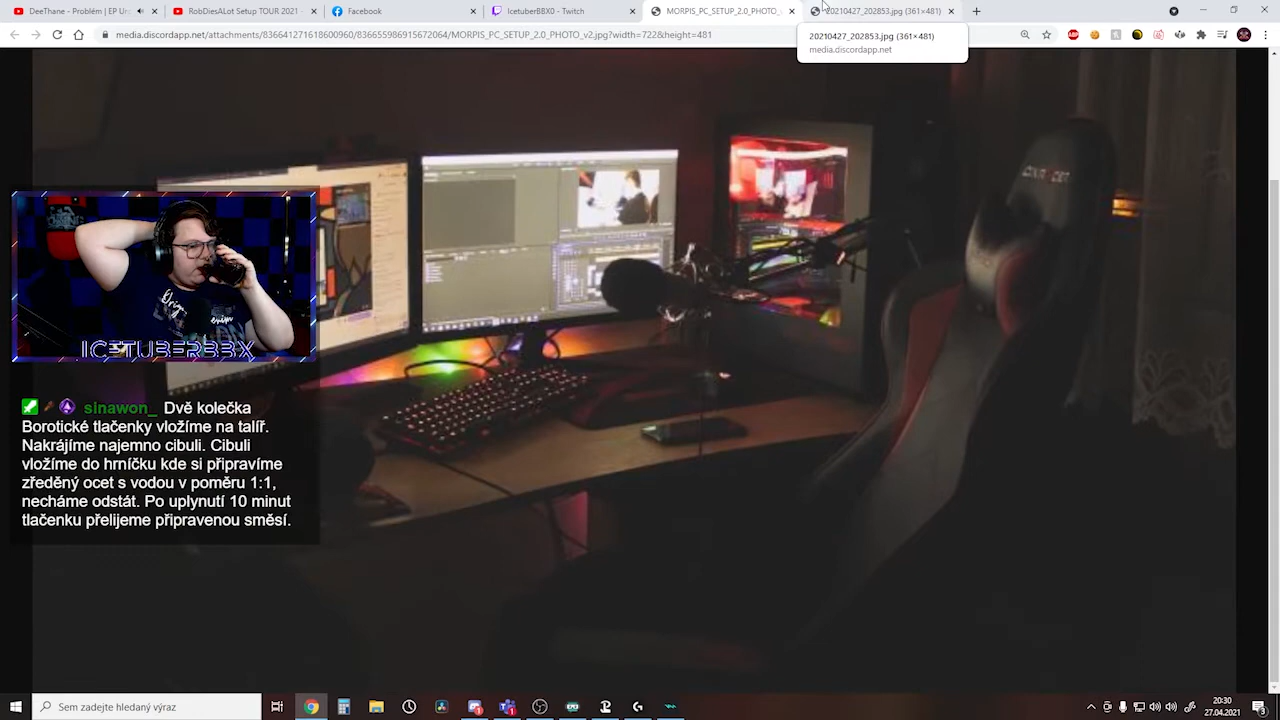 DeeThane - Problém | EP Ur
RobDiesALot Setup TOUR 2021 -
Facebook
IcetuberBBX0 - Twitch
MORPIS_PC_SETUP_2.0_PHOTO_v
20210427_202853.jpg (361×481)
media.discordapp.net/attachments/836641271618600960/836655986915672064/MORPIS_PC_SETUP_2.0_PHOTO_v2.jpg?width=722&height=481
20210427_202853.jpg (361×481)
media.discordapp.net
ICETUBERBBX
sinawon_ Dvě kolečka
Borotické tlačenky vložíme na talíř.
Nakrájíme najemno cibuli. Cibuli
vložíme do hrníčku kde si připravíme
zředěný ocet s vodou v poměru 1:1,
necháme odstát. Po uplynutí 10 minut
tlačenku přelijeme připravenou směsí.
Sem zadejte hledaný výraz
20:30
27.04.2021